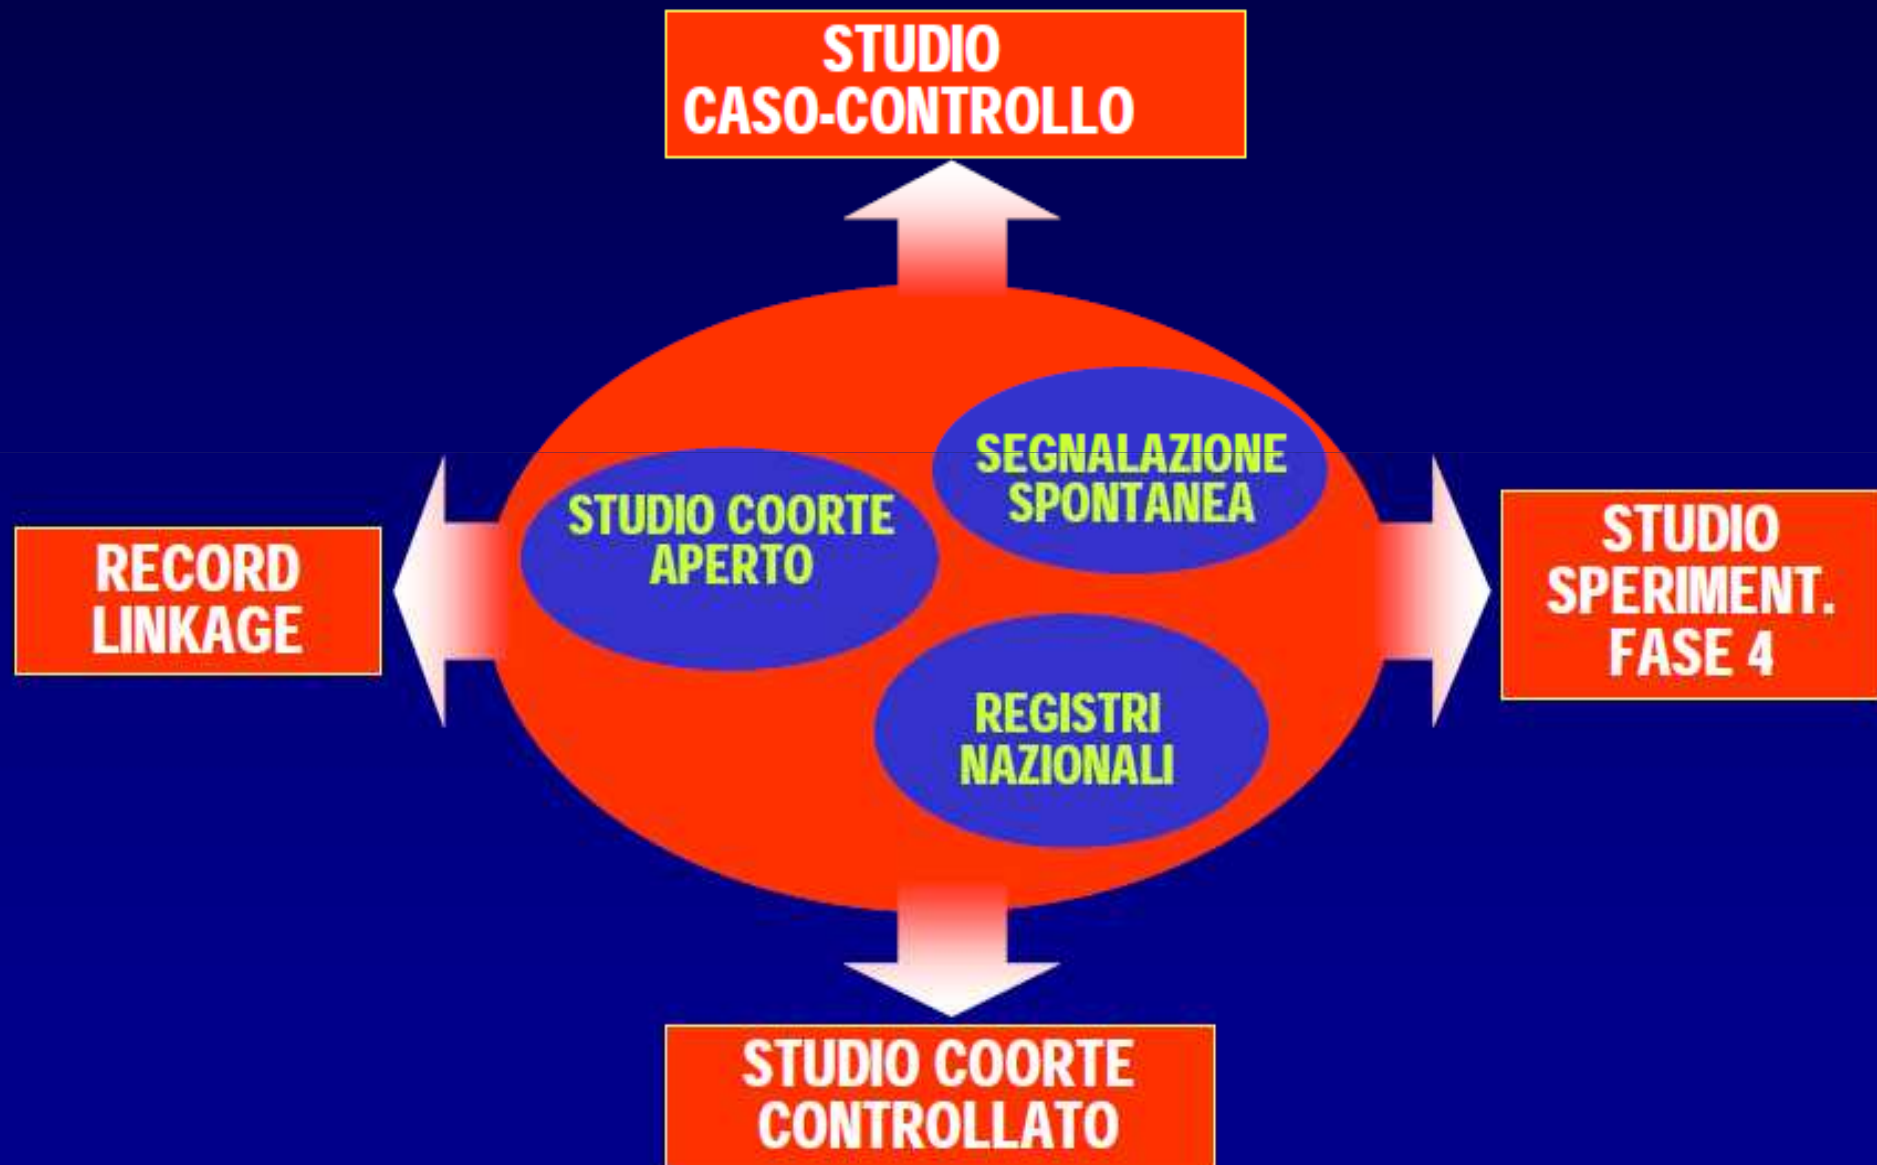 STUDIO
CASO-CONTROLLO
SEGNALAZIONE
SPONTANEA
STUDIO COORTE
APERTO
RECORD
LINKAGE
STUDIO
SPERIMENT.
FASE 4
REGISTRI
NAZIONALI
STUDIO COORTE
CONTROLLATO